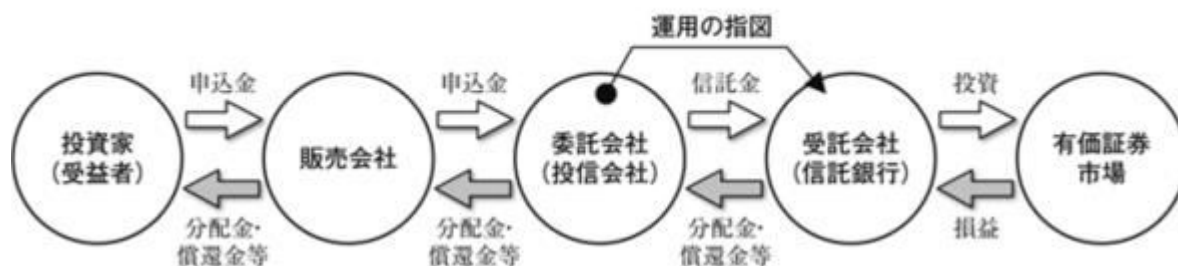 運用の指図
申込金
申込金
信託金
投資
投資家
(受益者)
販売会社
委託会社
(投信会社)
受託会社
(信託銀行)
有価証券
市場
分配金・
償還金等
分配金・
償還金等
分配金・
償還金等
損益